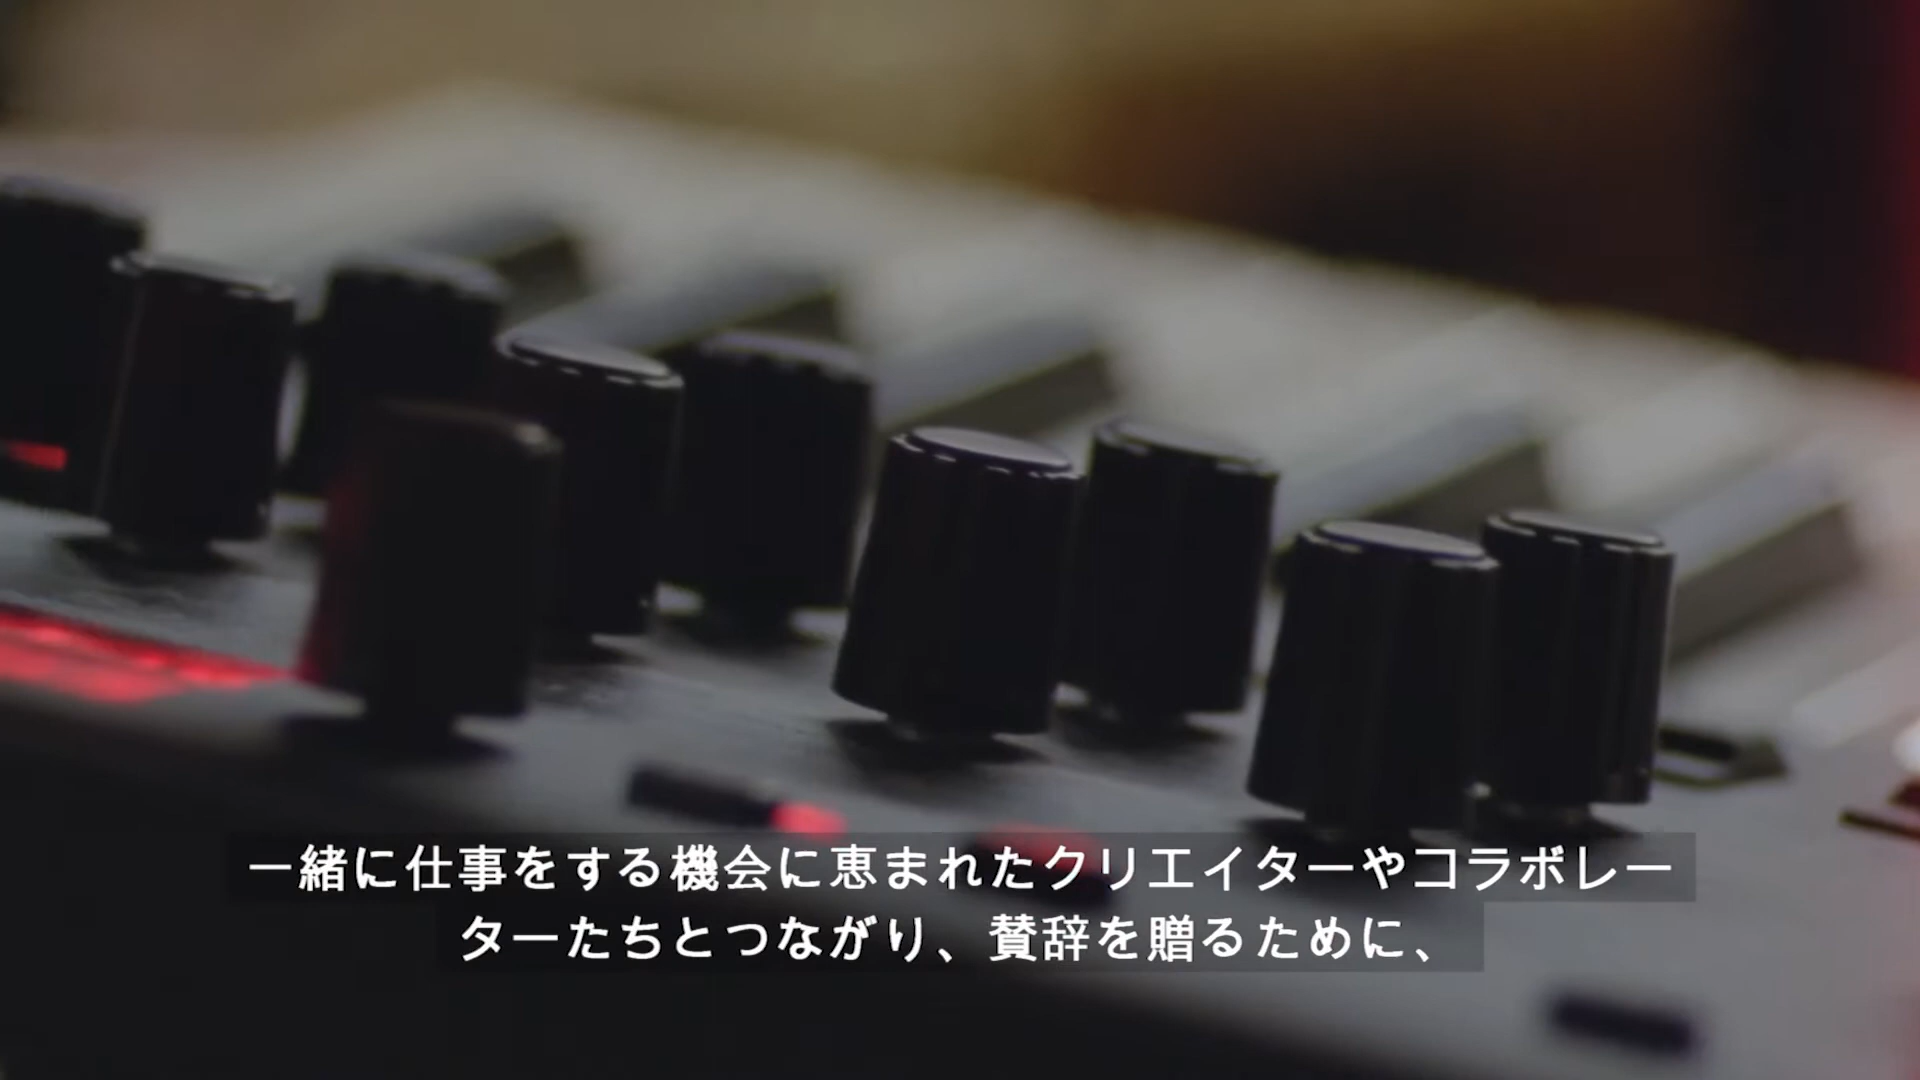 一緒に仕事をする機会に恵まれたクリエイターやコラボレー
ターたちとつながり、賛辞を贈るために、